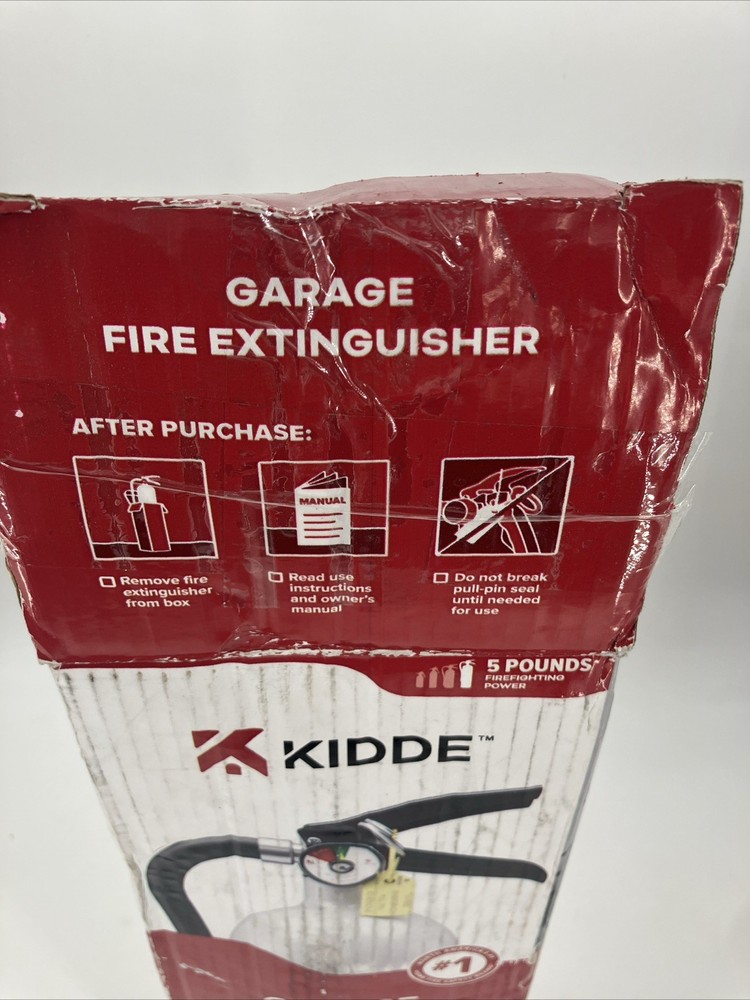 GARAGE
FIRE EXTINGUISHER
AFTER PURCHASE:
MANUAL
Remove fire
extinguisher
from box
Read use
instructions
and owner's
manual
Do not break
pull-pin seal
until needed
for use
5 POUNDS
FIREFIGHTING
POWER
KIDDE™
#1